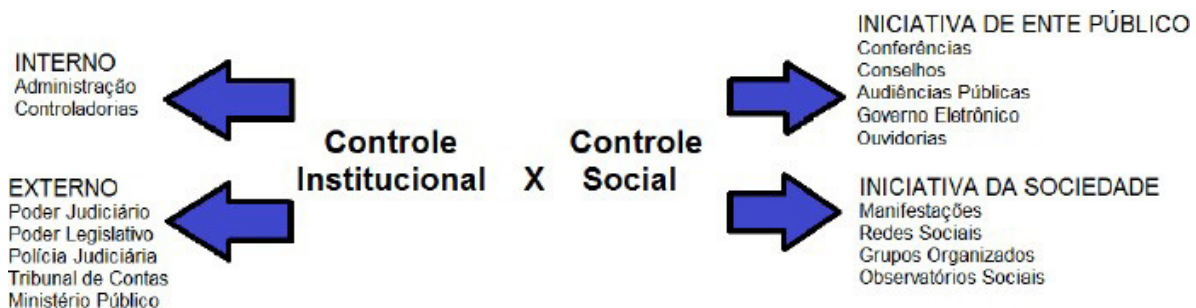 INTERNO
Administração
Controladorias
EXTERNO
Poder Judiciário
Poder Legislativo
Polícia Judiciária
Tribunal de Contas
Ministério Público
Controle
Institucional
X
Controle
Social
INICIATIVA DE ENTE PÚBLICO
Conferências
Conselhos
Audiências Públicas
Governo Eletrônico
Ouvidorias
INICIATIVA DA SOCIEDADE
Manifestações
Redes Sociais
Grupos Organizados
Observatórios Sociais